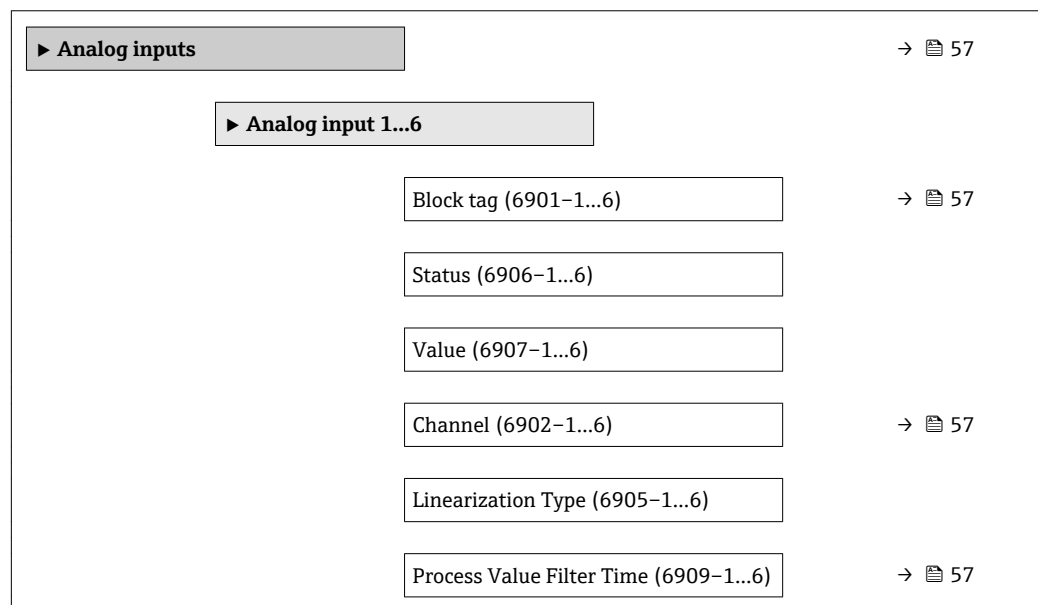 ▶ Analog inputs → 57
▶ Analog input 1...6
Block tag (6901–1...6) → 57
Status (6906–1...6)
Value (6907–1...6)
Channel (6902–1...6) → 57
Linearization Type (6905–1...6)
Process Value Filter Time (6909–1...6) → 57